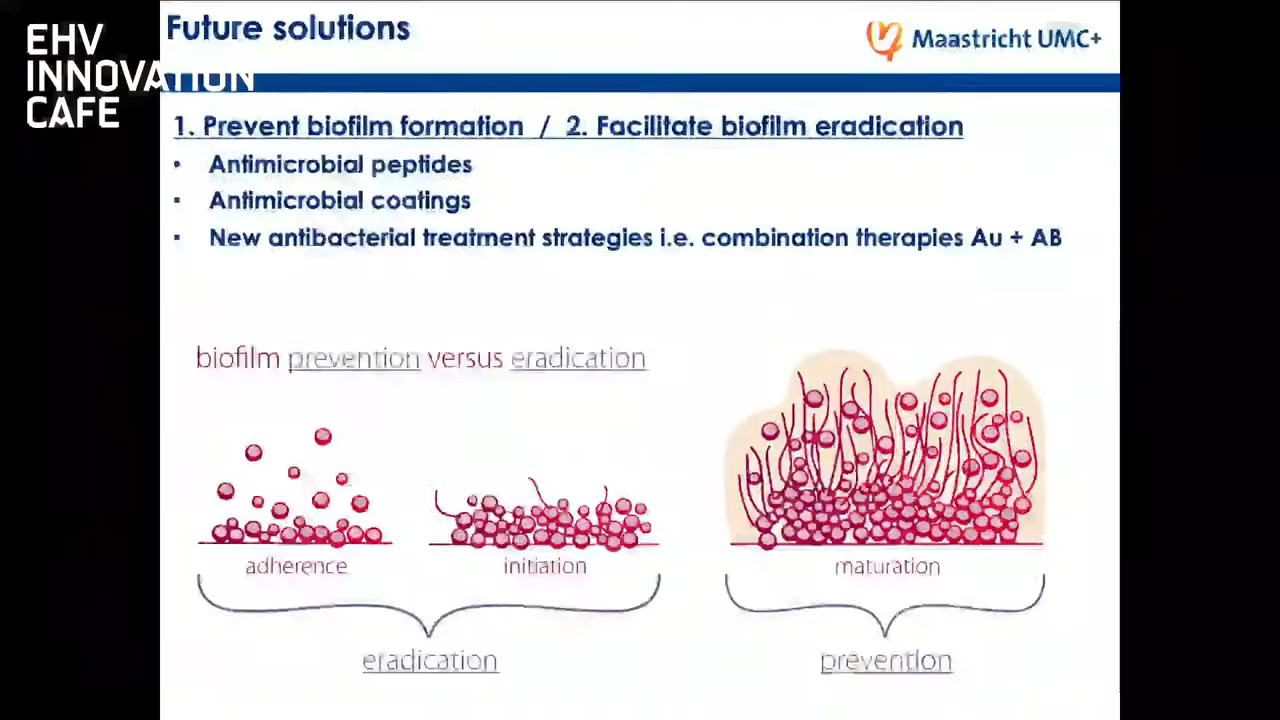 EHV
INNOVATION
CAFE
Future solutions
Maastricht UMC+
1. Prevent biofilm formation / 2. Facilitate biofilm eradication
• Antimicrobial peptides
• Antimicrobial coatings
• New antibacterial treatment strategies i.e. combination therapies Au + AB
biofilm prevention versus eradication
adherence
initiation
maturation
eradication
prevention